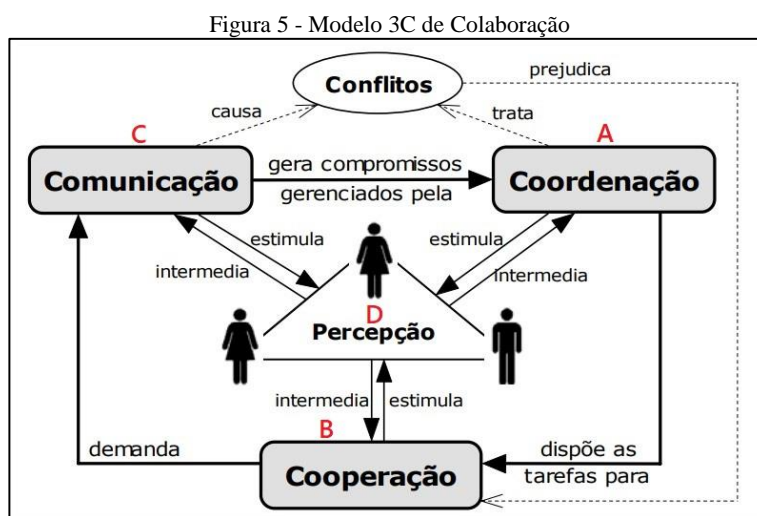 Figura 5 - Modelo 3C de Colaboração
Conflitos
prejudica
causa
trata
C
A
Comunicação
gera compromissos
gerenciados pela
Coordenação
estimula
intermedia
estimula
intermedia
D
Percepção
intermedia
estimula
B
demanda
Cooperação
dispõe as
tarefas para